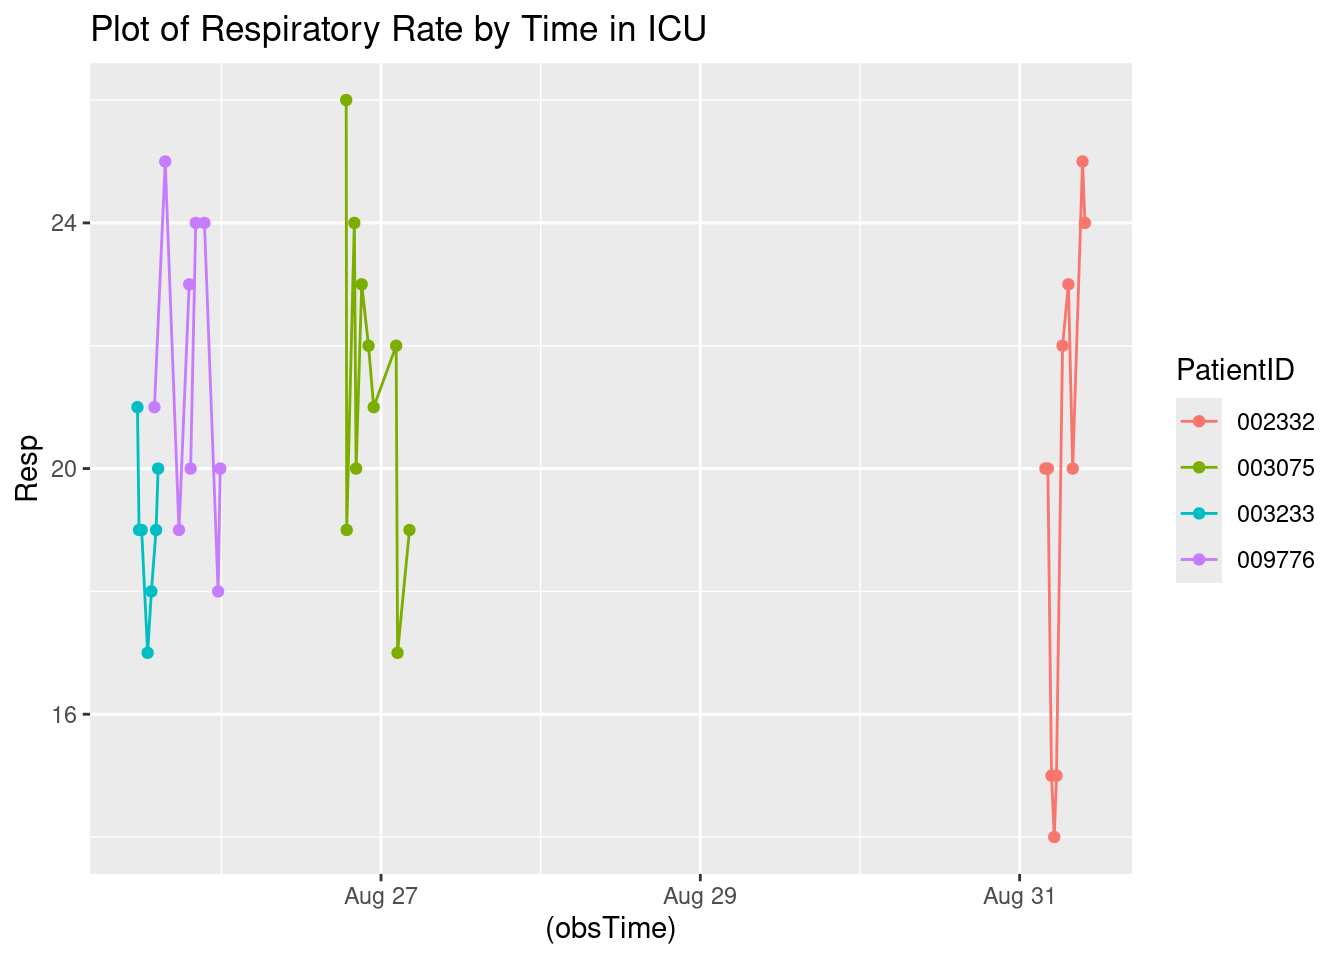 Plot of Respiratory Rate by Time in ICU
24
20
16
Resp
Aug 27
Aug 29
Aug 31
(obsTime)
PatientID
002332
003075
003233
009776